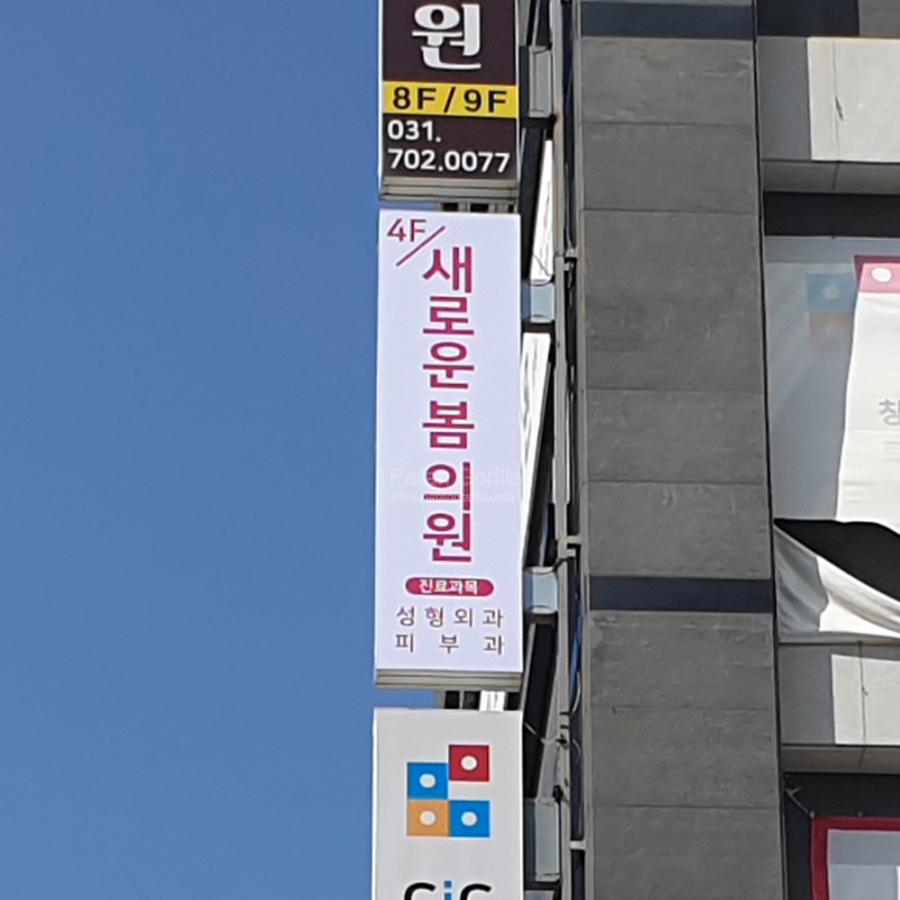 원
8F/9F
031.
702.0077
4F/
새로운봄의원
진료과목
성형외과
피부과
CiC
창